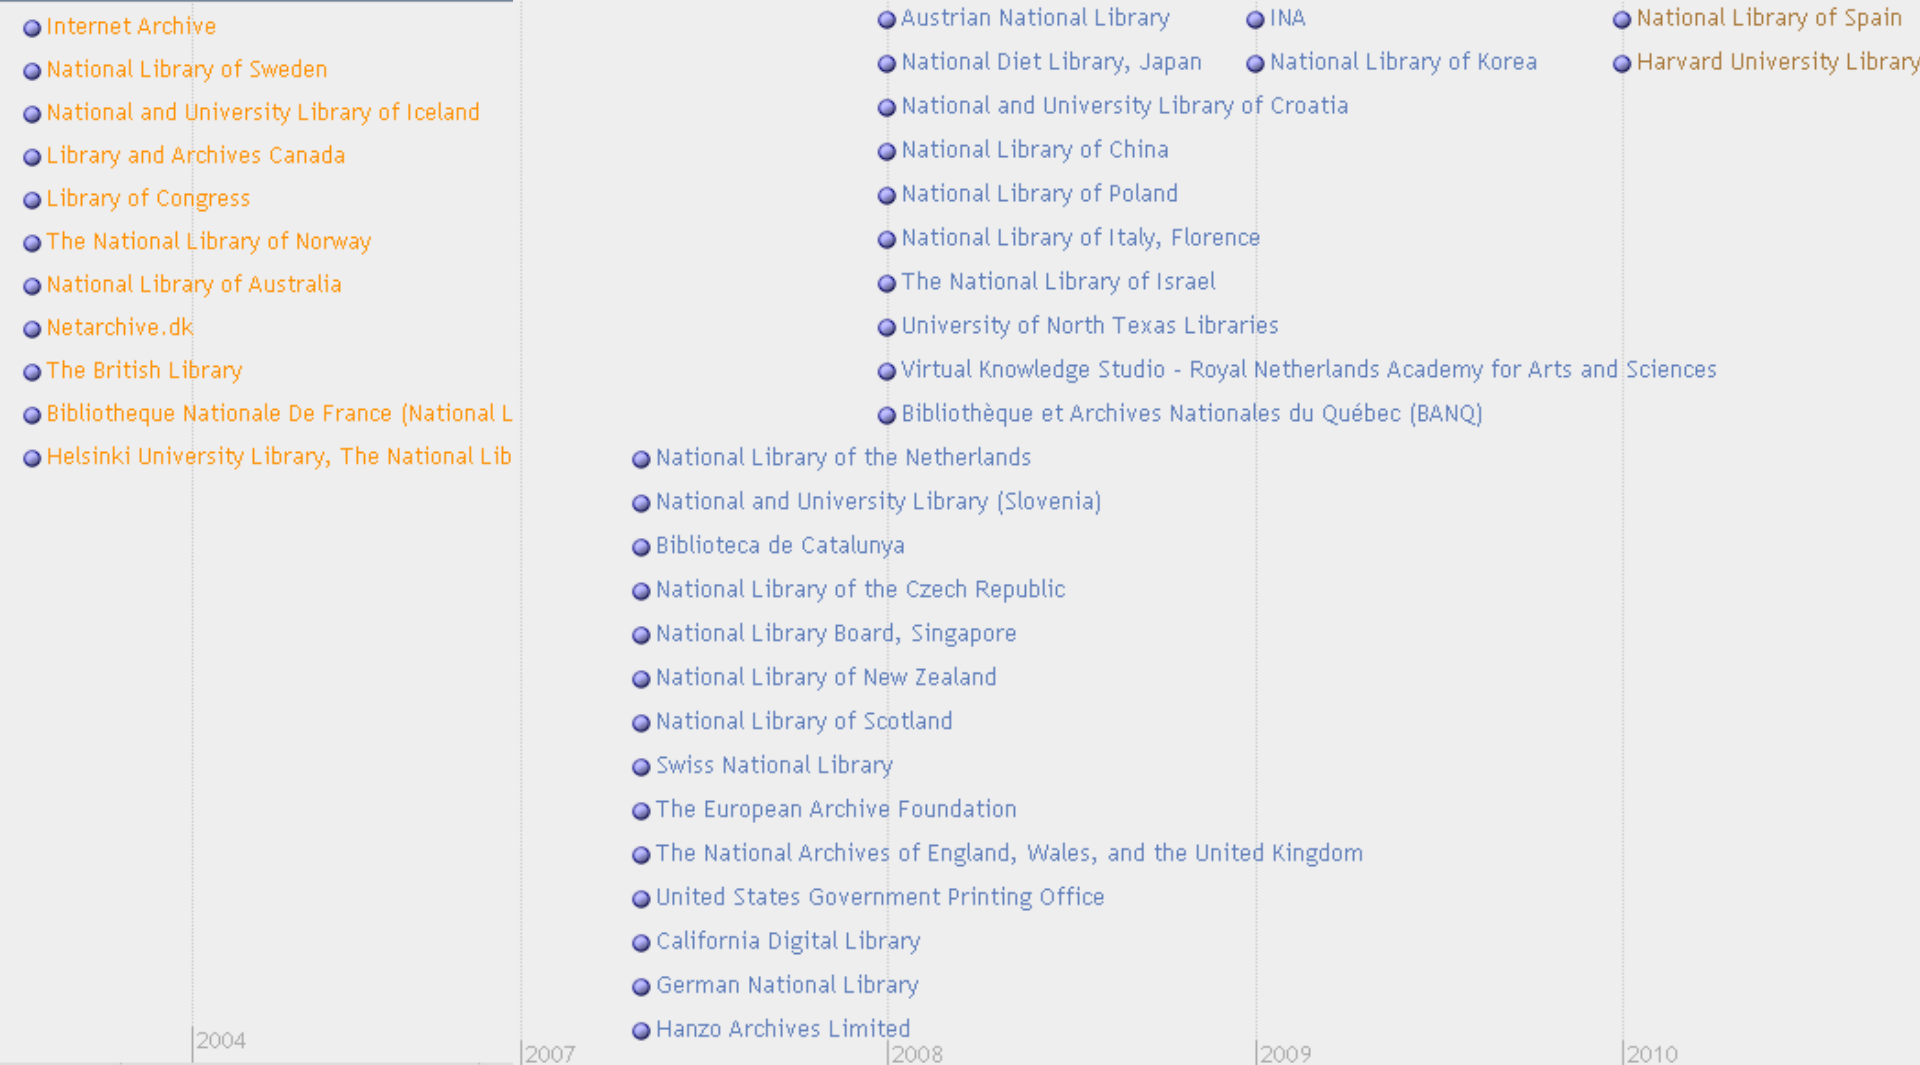 Internet Archive
National Library of Sweden
National and University Library of Iceland
Library and Archives Canada
Library of Congress
The National Library of Norway
National Library of Australia
Netarchive.dk
The British Library
Bibliotheque Nationale De France (National L
Helsinki University Library, The National Lib
2004
National Library of the Netherlands
National and University Library (Slovenia)
Biblioteca de Catalunya
National Library of the Czech Republic
National Library Board, Singapore
National Library of New Zealand
National Library of Scotland
Swiss National Library
The European Archive Foundation
The National Archives of England, Wales, and the United Kingdom
United States Government Printing Office
California Digital Library
German National Library
Hanzo Archives Limited
2007
Austrian National Library
National Diet Library, Japan
National and University Library of Croatia
National Library of China
National Library of Poland
National Library of Italy, Florence
The National Library of Israel
University of North Texas Libraries
Virtual Knowledge Studio - Royal Netherlands Academy for Arts and Sciences
Bibliothèque et Archives Nationales du Québec (BANQ)
2008
INA
National Library of Korea
2009
National Library of Spain
Harvard University Library
2010